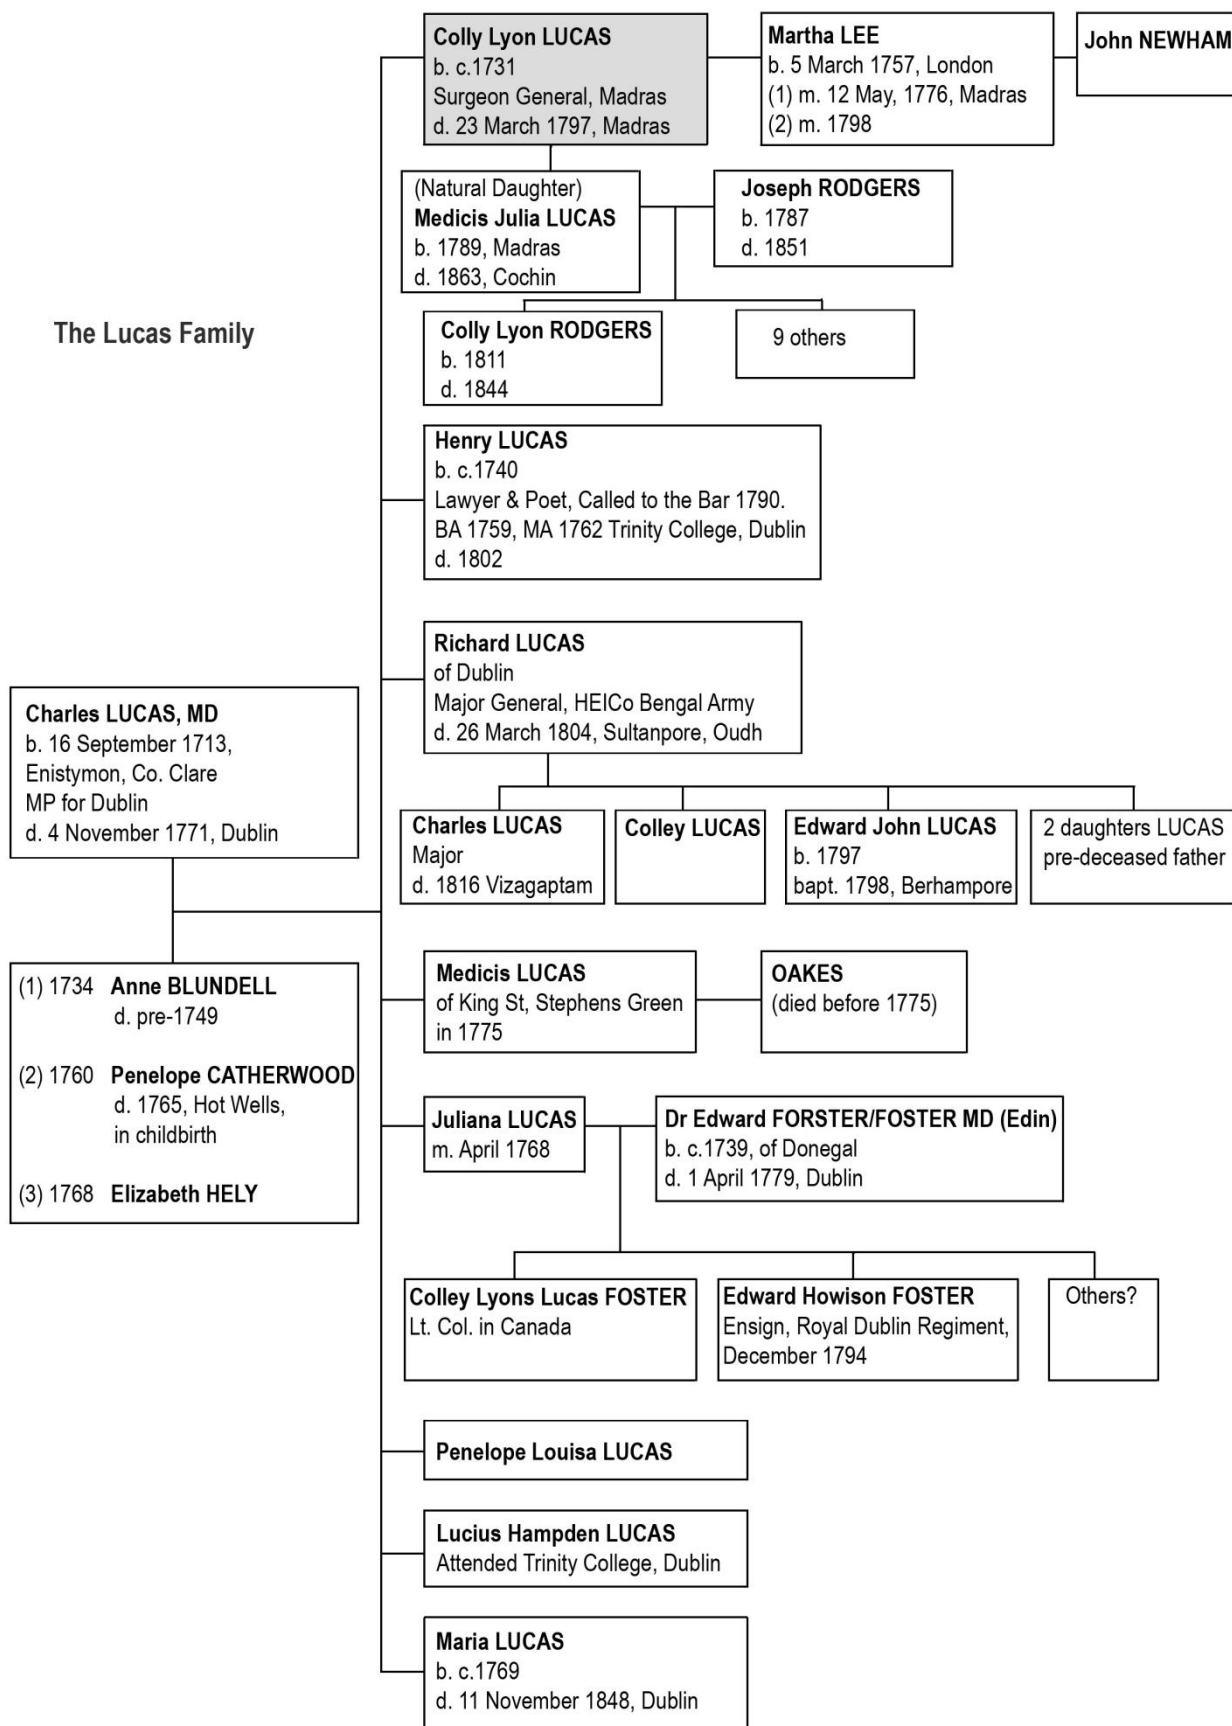 Colly Lyon LUCAS
b. c.1731
Surgeon General, Madras
d. 23 March 1797, Madras
Martha LEE
b. 5 March 1757, London
(1) m. 12 May, 1776, Madras
(2) m. 1798
John NEWHAM
(Natural Daughter)
Medicis Julia LUCAS
b. 1789, Madras
d. 1863, Cochin
Joseph RODGERS
b. 1787
d. 1851
The Lucas Family
Colly Lyon RODGERS
b. 1811
d. 1844
9 others
Henry LUCAS
b. c.1740
Lawyer & Poet, Called to the Bar 1790.
BA 1759, MA 1762 Trinity College, Dublin
d. 1802
Richard LUCAS
of Dublin
Major General, HEICo Bengal Army
d. 26 March 1804, Sultanpore, Oudh
Charles LUCAS, MD
b. 16 September 1713,
Enistymon, Co. Clare
MP for Dublin
d. 4 November 1771, Dublin
Charles LUCAS
Major
d. 1816 Vizagaptam
Colley LUCAS
Edward John LUCAS
b. 1797
bapt. 1798, Berhampore
2 daughters LUCAS
pre-deceased father
(1) 1734 Anne BLUNDELL
d. pre-1749
(2) 1760 Penelope CATHERWOOD
d. 1765, Hot Wells,
in childbirth
(3) 1768 Elizabeth HELY
Medicis LUCAS
of King St, Stephens Green
in 1775
OAKES
(died before 1775)
Juliana LUCAS
m. April 1768
Dr Edward FORSTER/FOSTER MD (Edin)
b. c.1739, of Donegal
d. 1 April 1779, Dublin
Colley Lyons Lucas FOSTER
Lt. Col. in Canada
Edward Howison FOSTER
Ensign, Royal Dublin Regiment,
December 1794
Others?
Penelope Louisa LUCAS
Lucius Hampden LUCAS
Attended Trinity College, Dublin
Maria LUCAS
b. c.1769
d. 11 November 1848, Dublin